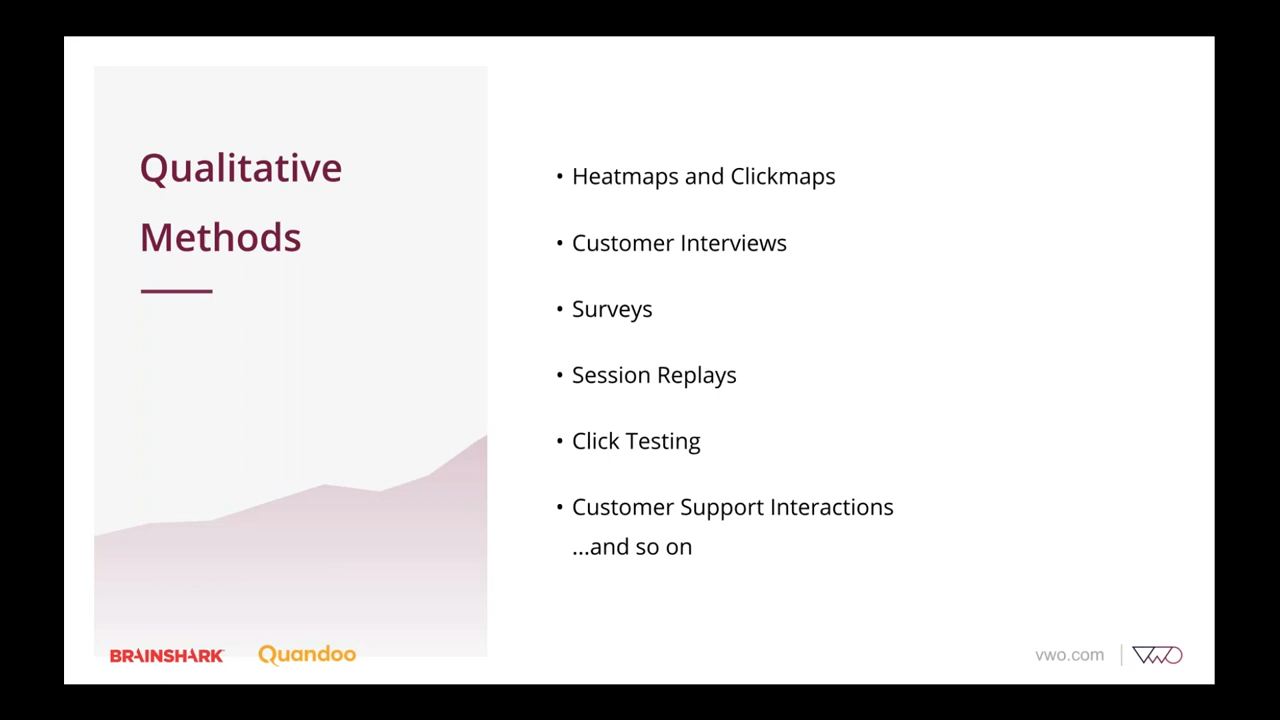 Qualitative
Methods
• Heatmaps and Clickmaps
• Customer Interviews
• Surveys
• Session Replays
• Click Testing
• Customer Support Interactions
...and so on
BRAINSHARK
Quandoo
vwo.com
VWO